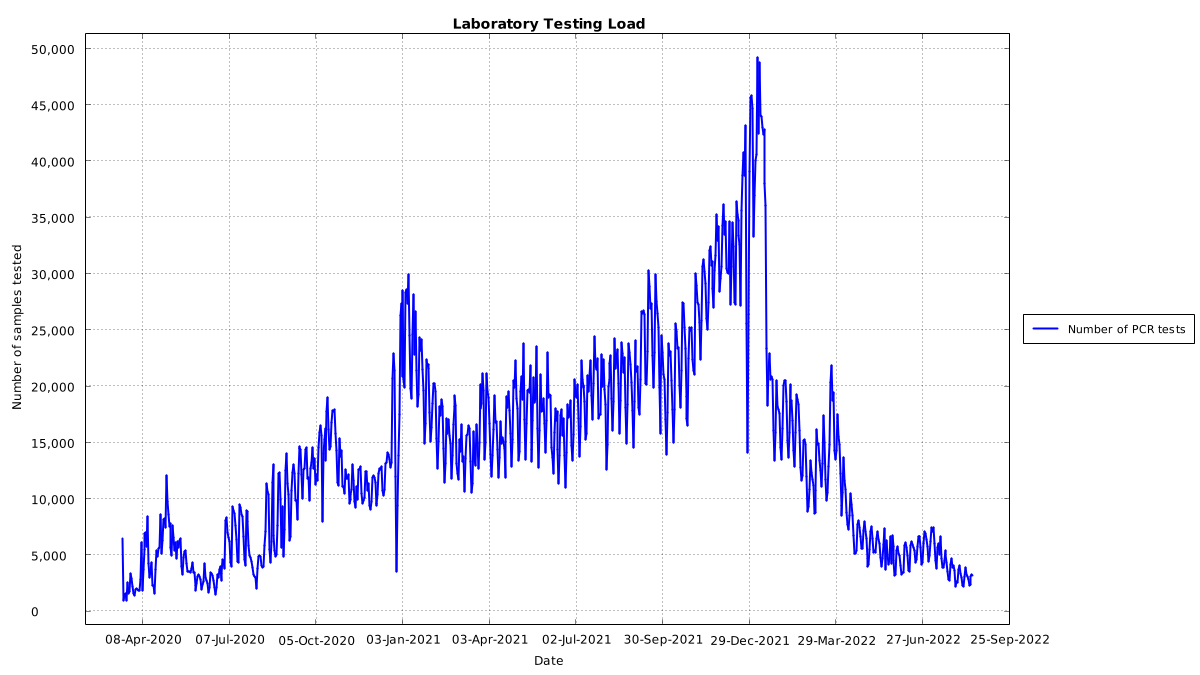 Laboratory Testing Load
50,000
45,000
40,000
35,000
30,000
25,000
20,000
15,000
10,000
5,000
0
Number of samples tested
08-Apr-2020 07-Jul-2020 05-Oct-2020 03-Jan-2021 03-Apr-2021 02-Jul-2021 30-Sep-2021 29-Dec-2021 29-Mar-2022 27-Jun-2022 25-Sep-2022
Date
Number of PCR tests